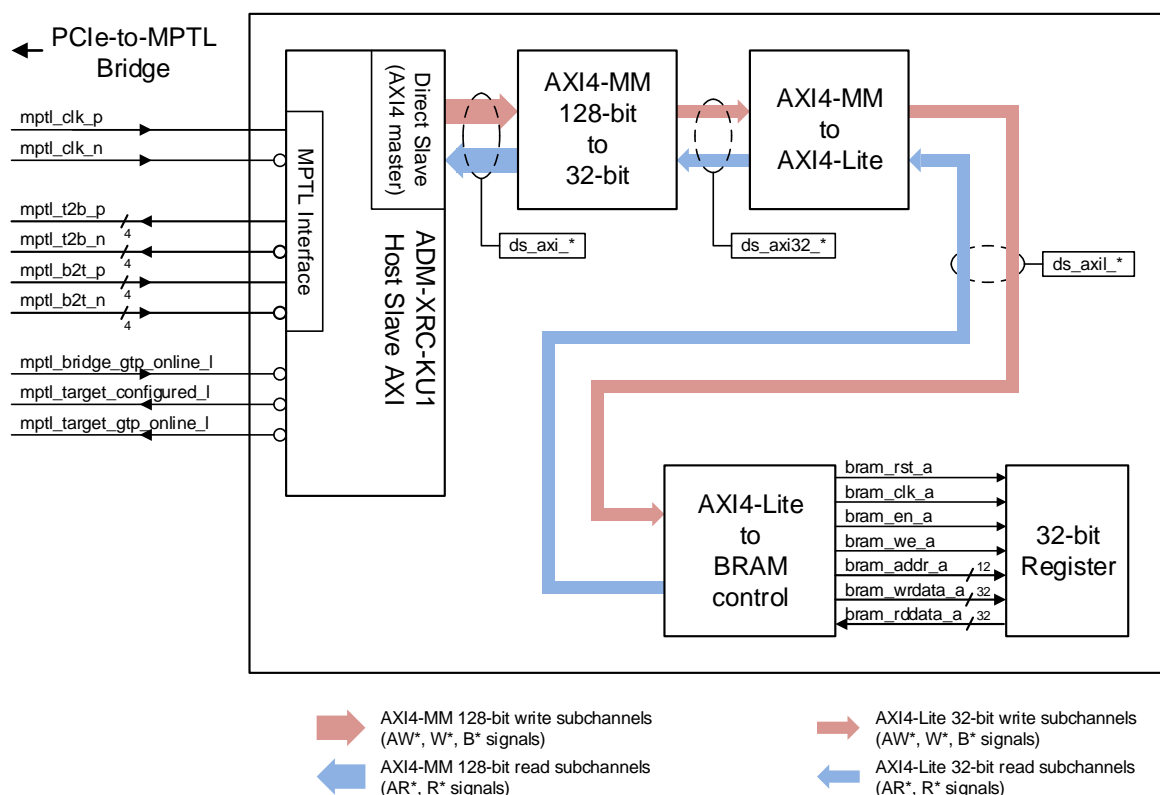 PCIe-to-MPTL
Bridge
mptl_clk_p
mptl_clk_n
mptl_t2b_p
4
mptl_t2b_n
4
mptl_b2t_p
4
mptl_b2t_n
4
mptl_bridge_gtp_online_l
mptl_target_configured_l
mptl_target_gtp_online_l
MPTL Interface
Direct Slave
(AXI4 master)
ADM-XRC-KU1
Host Slave AXI
AXI4-MM
128-bit
to
32-bit
AXI4-MM
to
AXI4-Lite
ds_axi_*
ds_axi32_*
ds_axil_*
AXI4-Lite
to
BRAM
control
bram_rst_a
bram_clk_a
bram_en_a
bram_we_a
bram_addr_a
12
bram_wrdata_a
32
bram_rddata_a
32
32-bit
Register
AXI4-MM 128-bit write subchannels
(AW*, W*, B* signals)
AXI4-MM 128-bit read subchannels
(AR*, R* signals)
AXI4-Lite 32-bit write subchannels
(AW*, W*, B* signals)
AXI4-Lite 32-bit read subchannels
(AR*, R* signals)